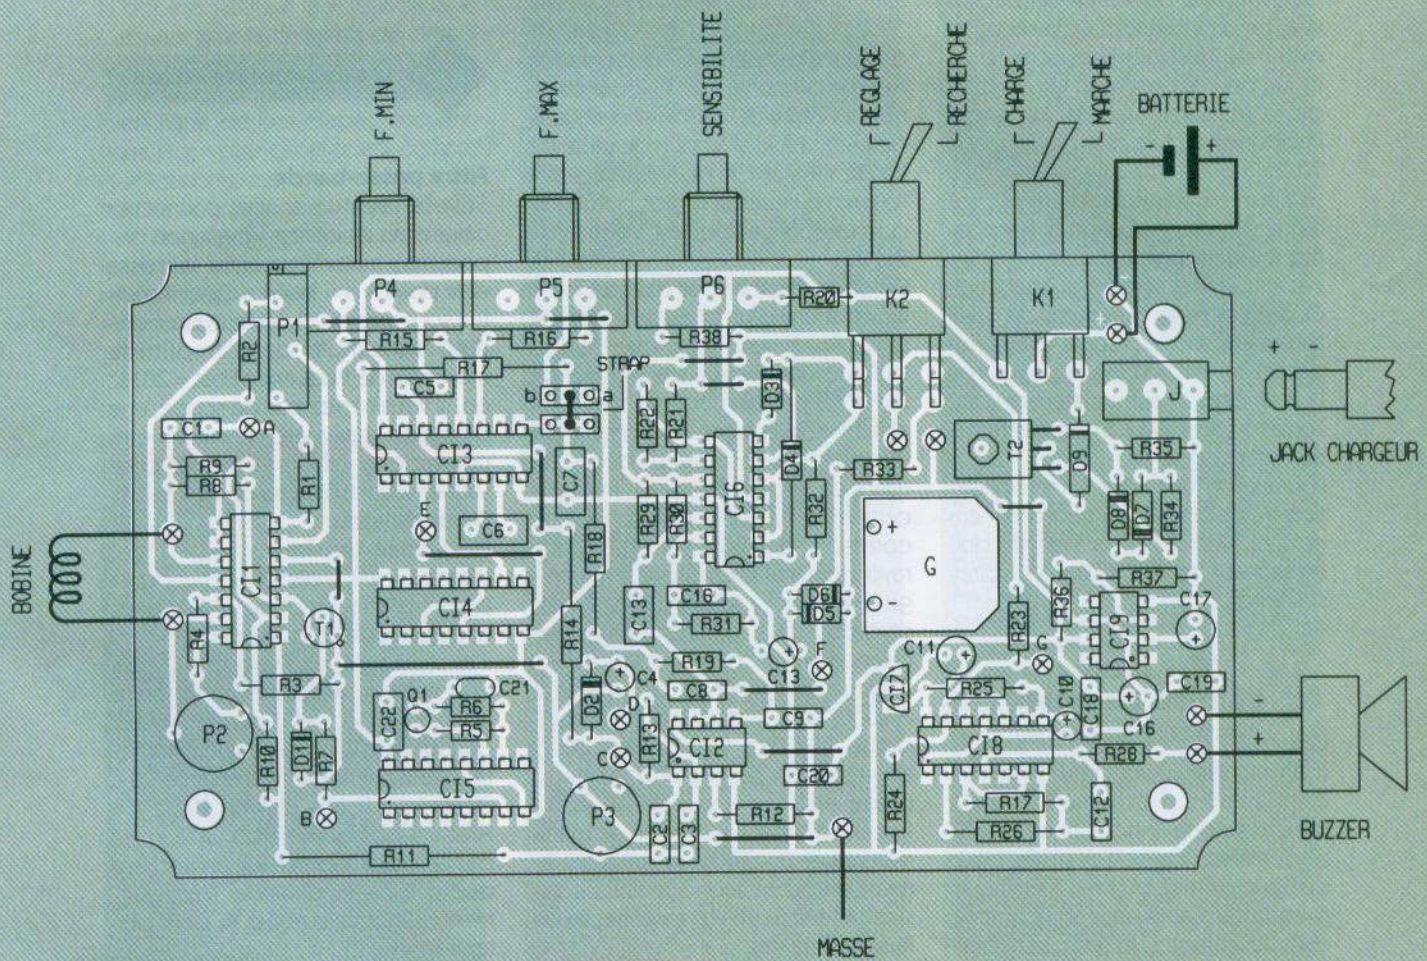 F.MIN
F.MAX
SENSIBILITE
REGLAGE
RECHERCHE
CHARGE
MARCHE
BATTERIE
- +
P4
P5
P6
R20
K2
K1
-
+
P1
R2
R15
R16
R38
R17
STRAP
C5
b
a
D3
J
+ -
JACK CHARGEUR
C1
A
R22
R21
R9
R8
R1
CI3
C7
CI6
D4
R33
T2
D9
R35
R32
E
C6
R18
R29
R30
D8
D7
R34
BOBINE
CI1
CI4
+
G
-
R37
R4
T1
R14
C13
C16
D6
D5
R31
R23
R36
CI9
C17
+
R3
C21
R19
C13
+
F
C11
+
G
P2
Q1
R6
R5
C22
D2
+
C4
C8
CI7
R25
C10
+
C18
+
C16
C19
R10
D1
R7
D
R13
C9
CI2
C
CI8
R28
-
+
B
CI5
P3
C20
R12
R24
R17
R26
C12
BUZZER
R11
C2
C3
MASSE